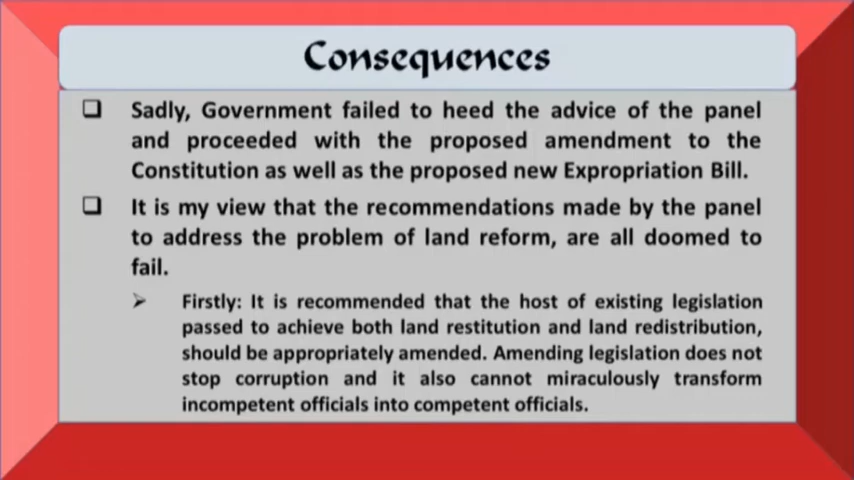 Consequences
❑ Sadly, Government failed to heed the advice of the panel
and proceeded with the proposed amendment to the
Constitution as well as the proposed new Expropriation Bill.
❑ It is my view that the recommendations made by the panel
to address the problem of land reform, are all doomed to
fail.
➢ Firstly: It is recommended that the host of existing legislation
passed to achieve both land restitution and land redistribution,
should be appropriately amended. Amending legislation does not
stop corruption and it also cannot miraculously transform
incompetent officials into competent officials.